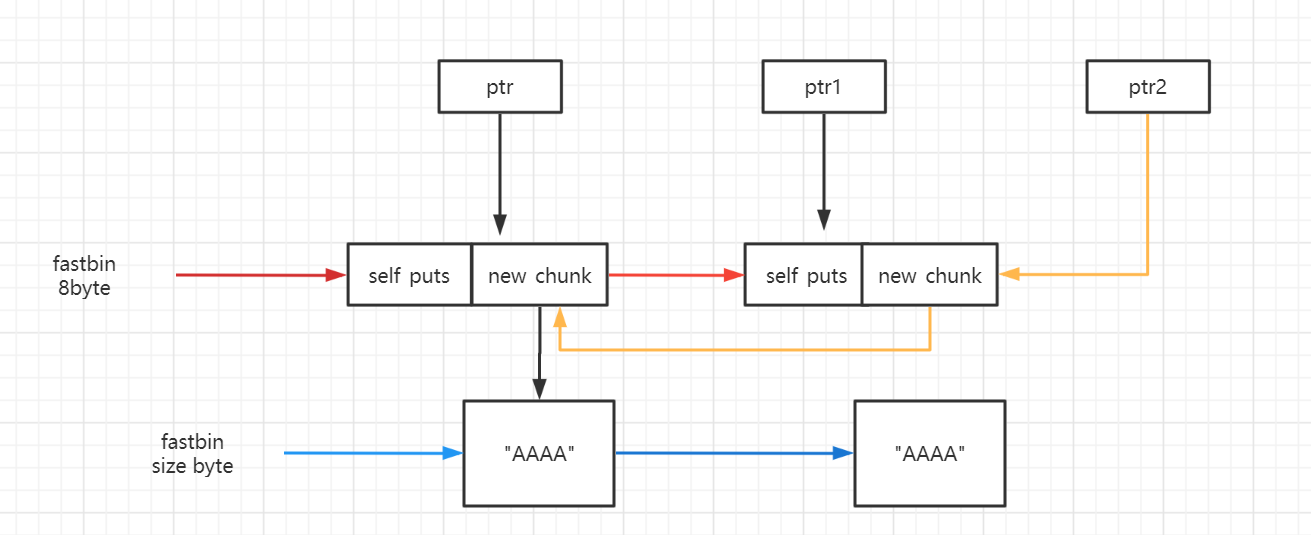 ptr
ptr1
ptr2
fastbin
8byte
self puts
new chunk
self puts
new chunk
fastbin
size byte
"AAAA"
"AAAA"